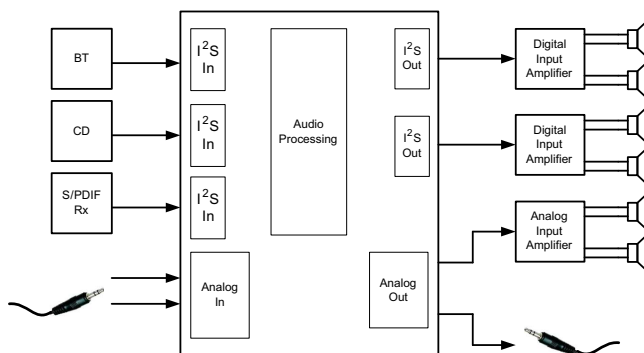 BT
I²S
In
CD
I²S
In
S/PDIF
Rx
I²S
In
Analog
In
Audio
Processing
I²S
Out
I²S
Out
Analog
Out
Digital
Input
Amplifier
Digital
Input
Amplifier
Analog
Input
Amplifier